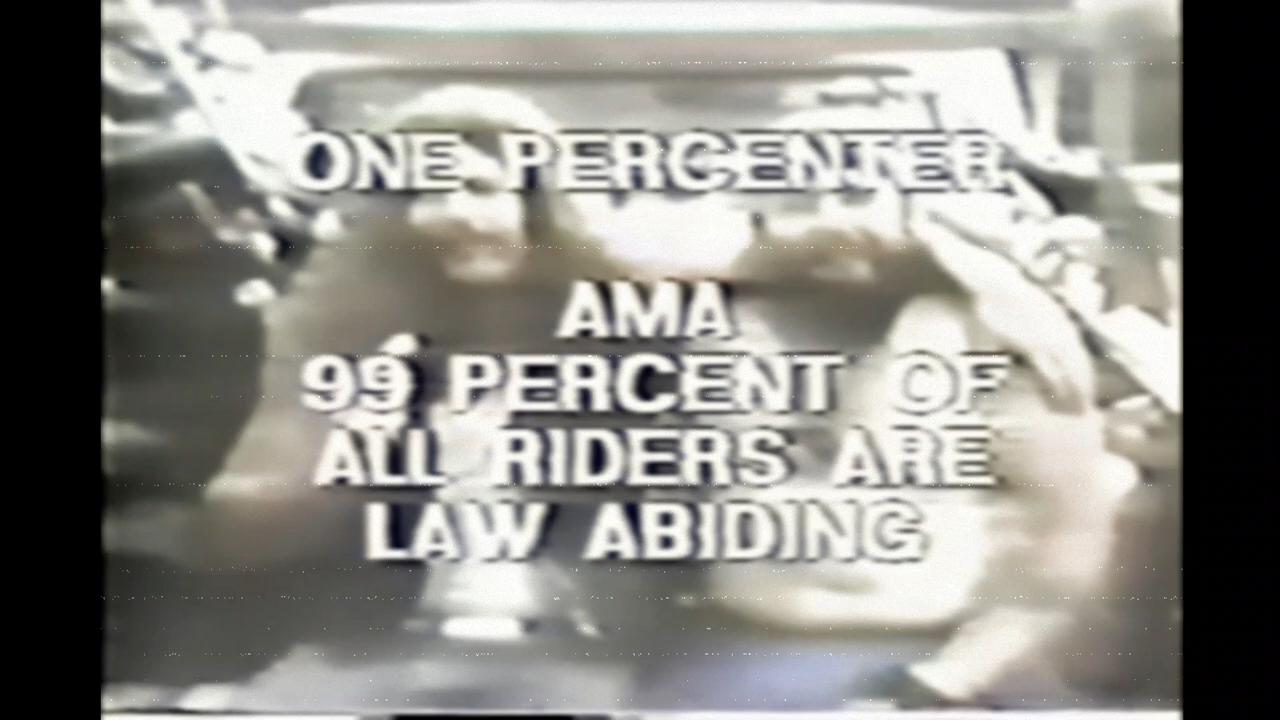 ONE PERCENTER
AMA
99 PERCENT OF
ALL RIDERS ARE
LAW ABIDING